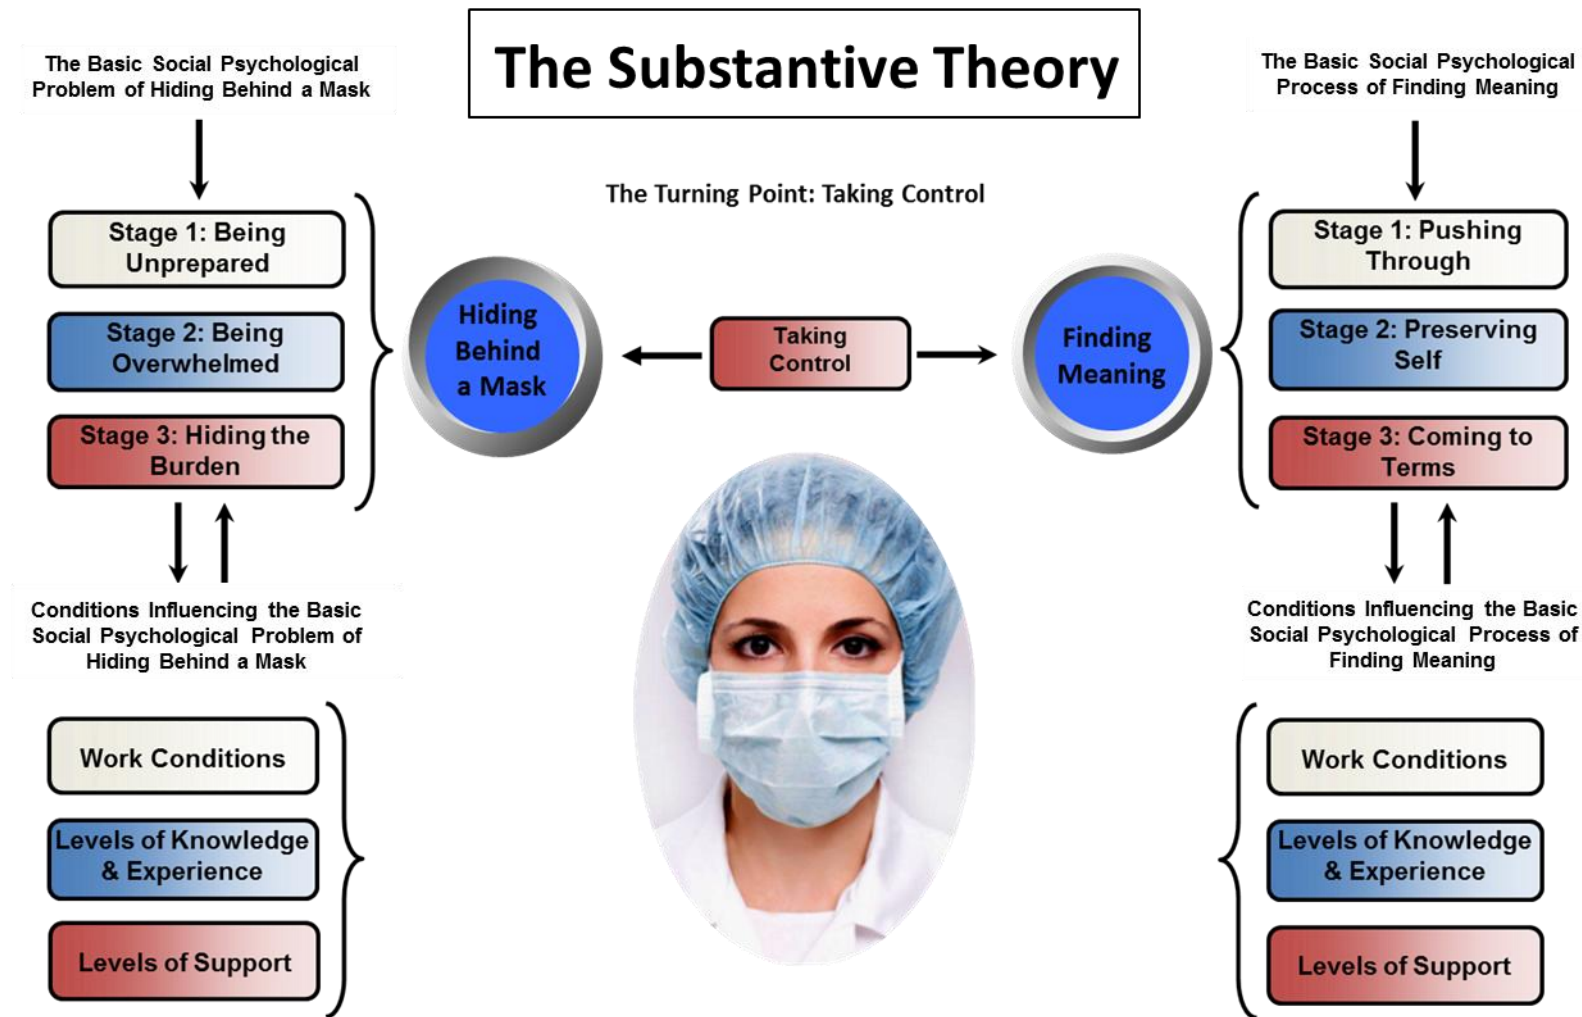 The Substantive Theory
The Basic Social Psychological
Problem of Hiding Behind a Mask
Stage 1: Being
Unprepared
Stage 2: Being
Overwhelmed
Stage 3: Hiding the
Burden
Conditions Influencing the Basic
Social Psychological Problem of
Hiding Behind a Mask
Work Conditions
Levels of Knowledge
& Experience
Levels of Support
The Turning Point: Taking Control
Hiding
Behind
a Mask
Taking
Control
Finding
Meaning
The Basic Social Psychological
Process of Finding Meaning
Stage 1: Pushing
Through
Stage 2: Preserving
Self
Stage 3: Coming to
Terms
Conditions Influencing the Basic
Social Psychological Process of
Finding Meaning
Work Conditions
Levels of Knowledge
& Experience
Levels of Support